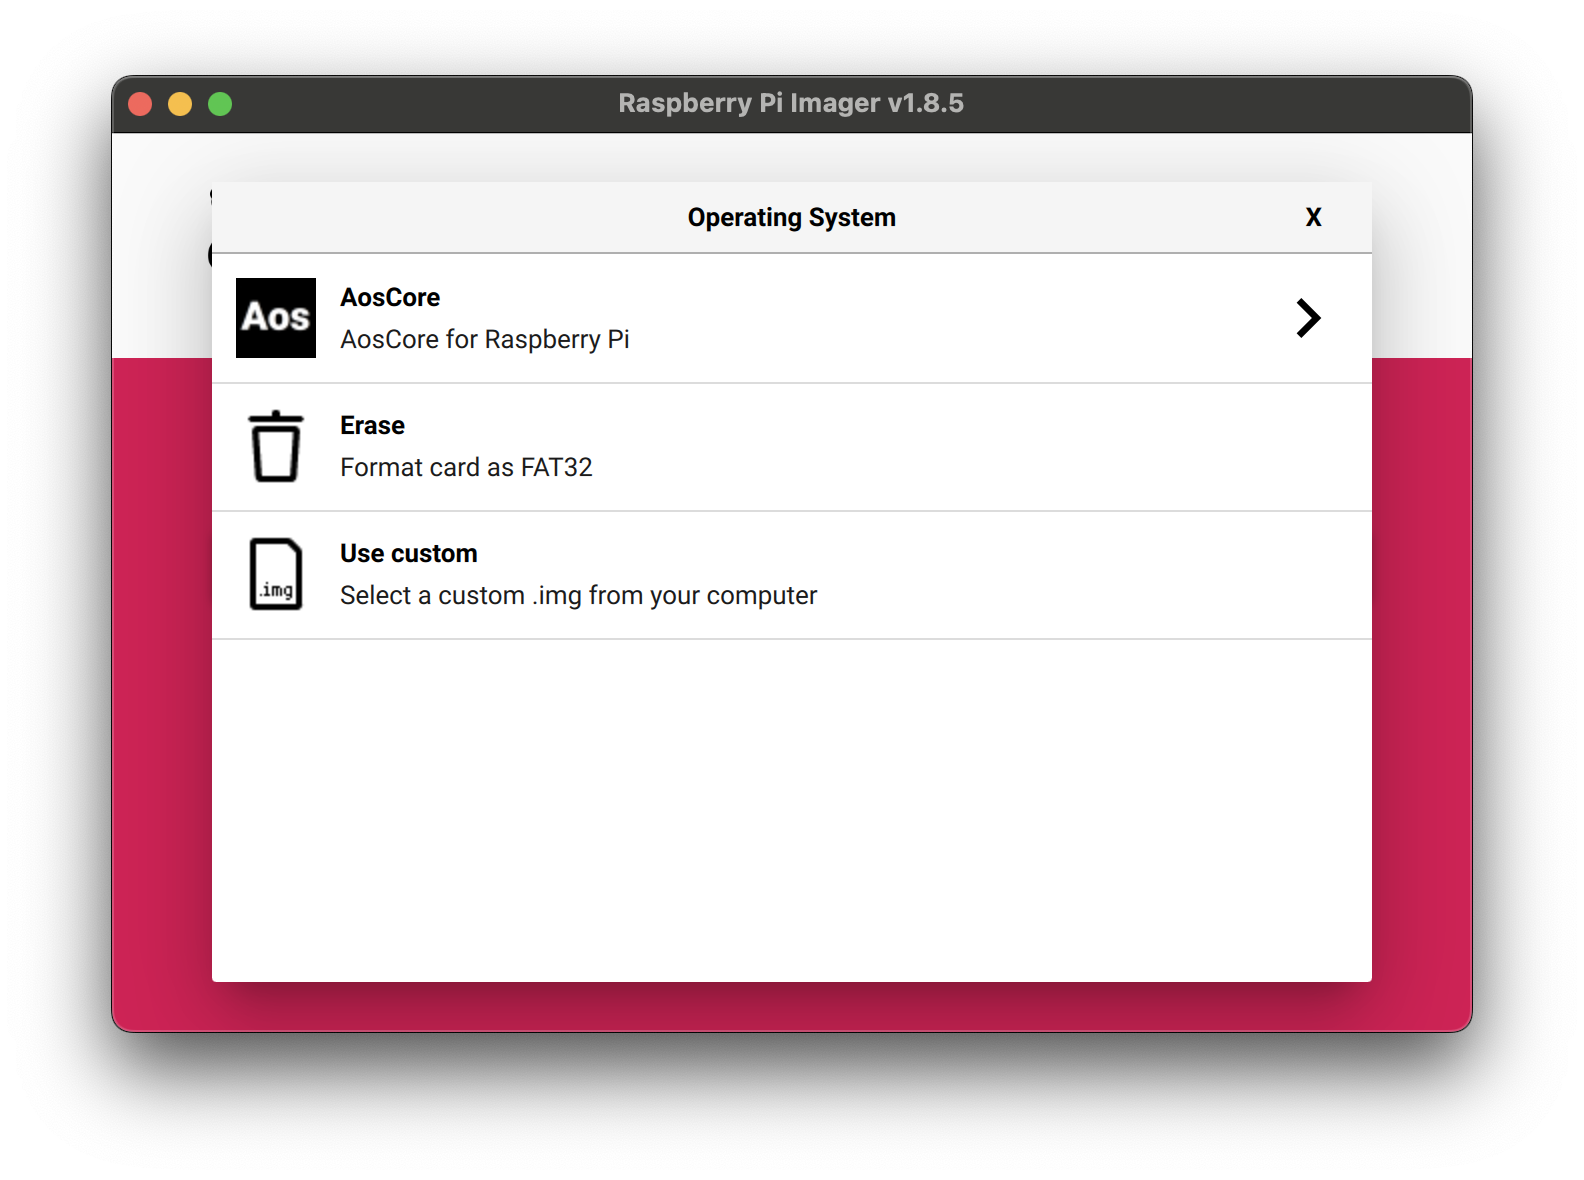 Raspberry Pi Imager v1.8.5
Operating System X
Aos
AosCore
AosCore for Raspberry Pi
Erase
Format card as FAT32
.img
Use custom
Select a custom .img from your computer